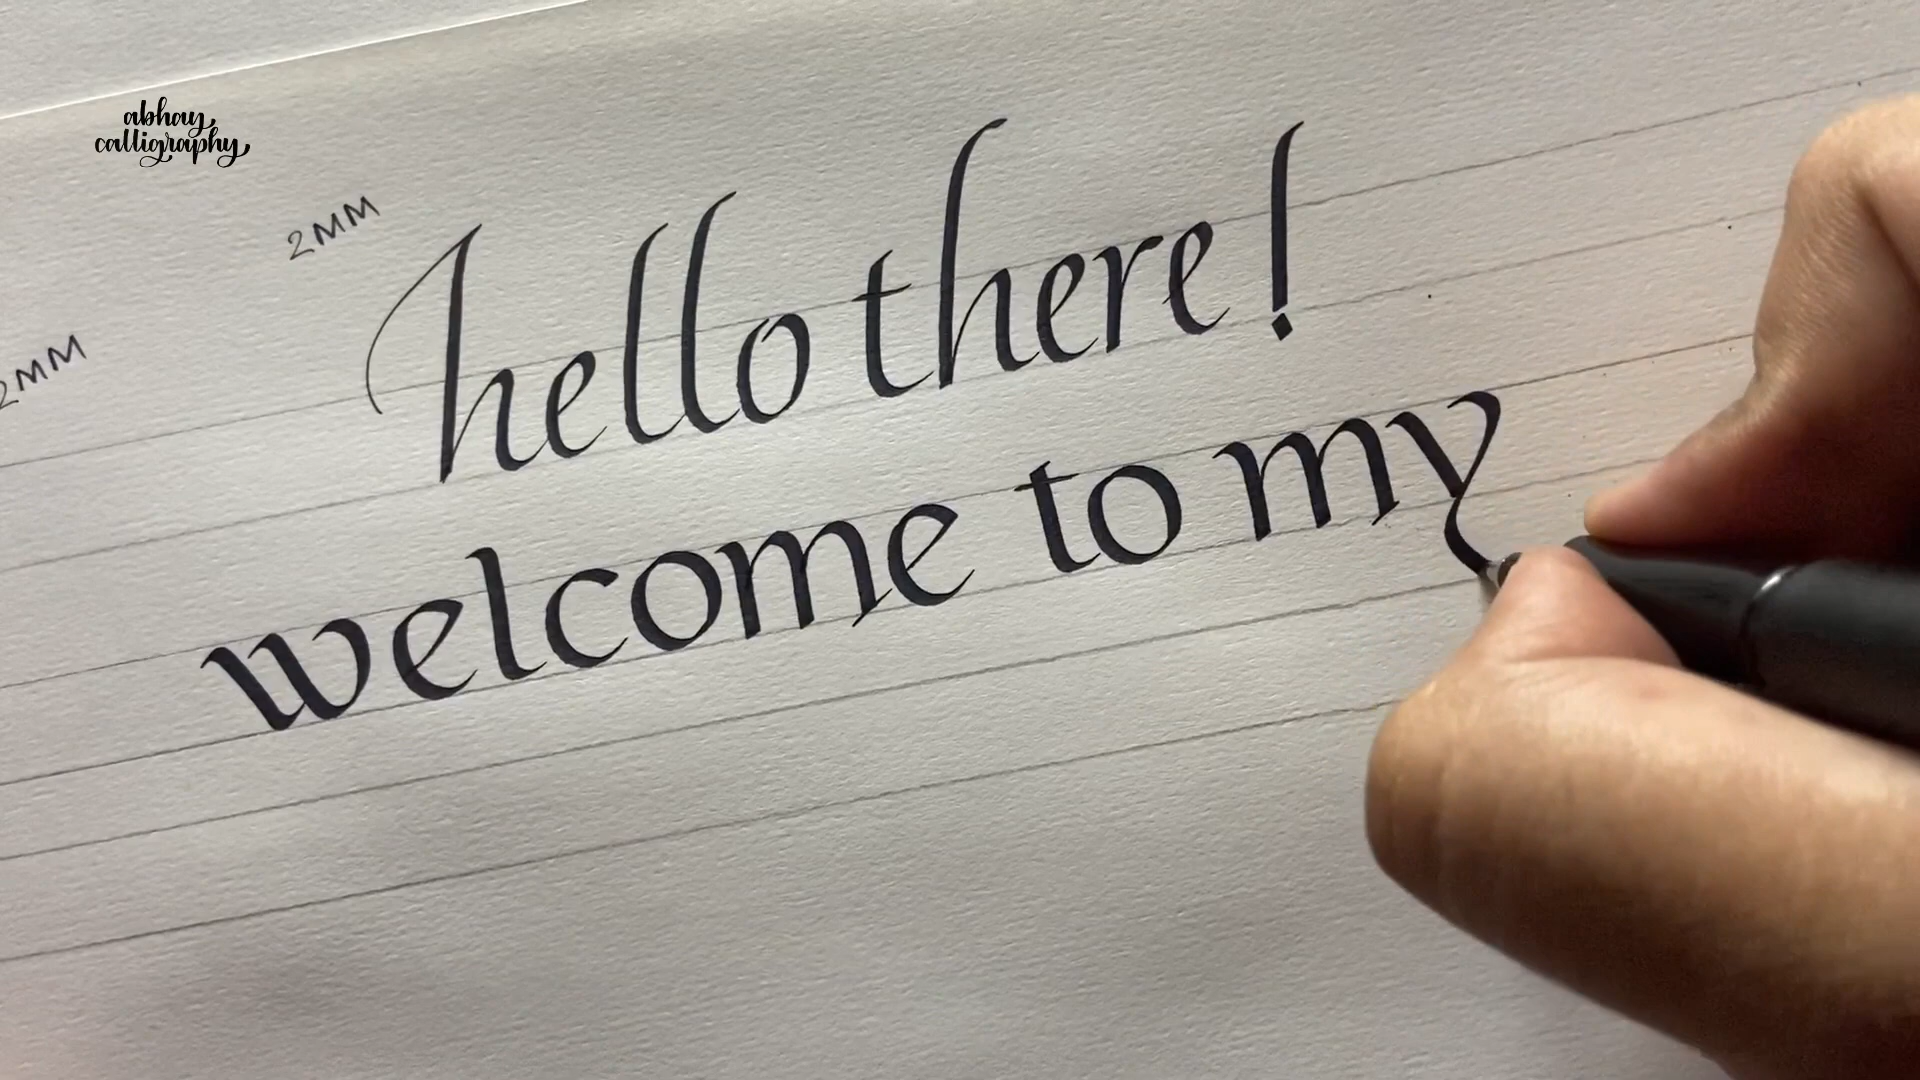 abhay
calligraphy
2MM
2MM
hello there!
welcome to my